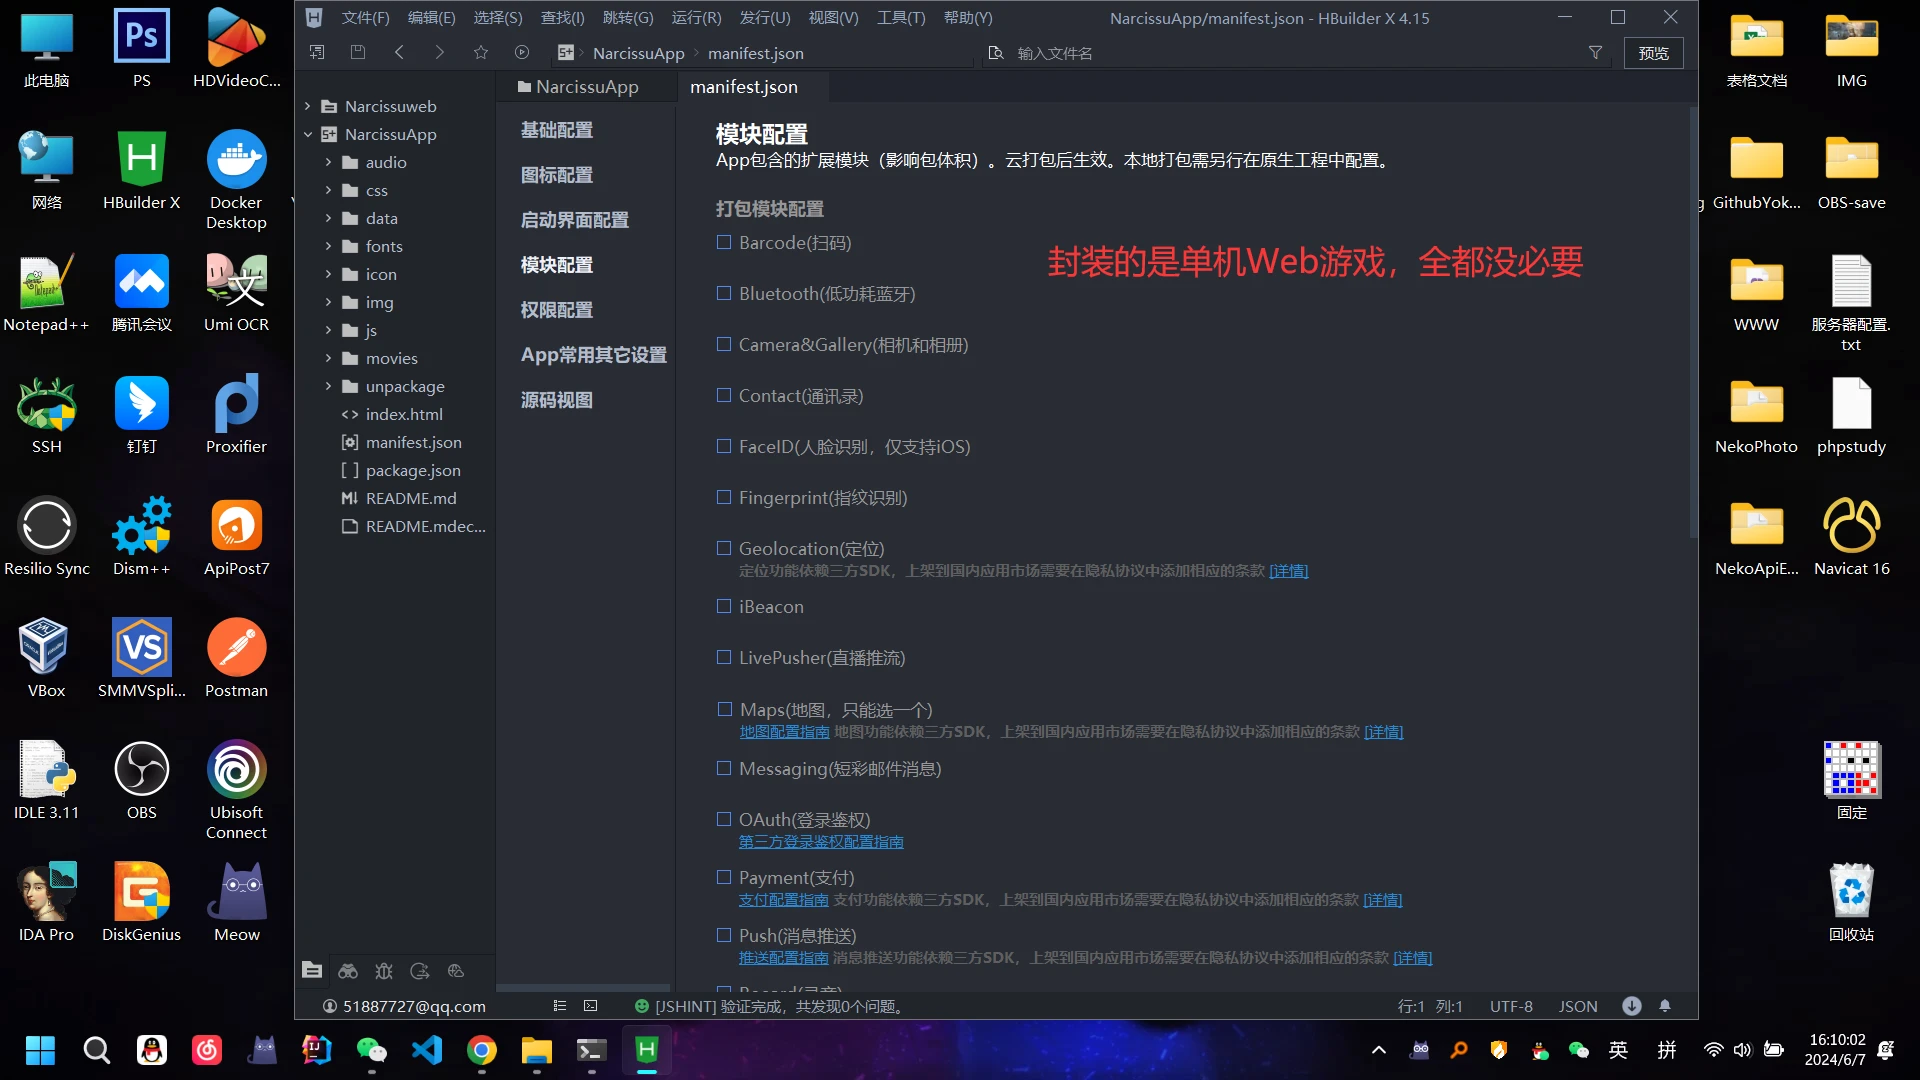 此电脑
PS
HDVideoC...
网络
HBuilder X
Docker
Desktop
Notepad++
腾讯会议
Umi OCR
SSH
钉钉
Proxifier
Resilio Sync
Dism++
ApiPost7
VBox
SMMVSpli...
Postman
IDLE 3.11
OBS
Ubisoft
Connect
IDA Pro
DiskGenius
Meow
文件(F)
编辑(E)
选择(S)
查找(I)
跳转(G)
运行(R)
发行(U)
视图(V)
工具(T)
帮助(Y)
NarcissuApp/manifest.json - HBuilder X 4.15
NarcissuApp
manifest.json
输入文件名
预览
Narcissuweb
NarcissuApp
audio
css
data
fonts
icon
img
js
movies
unpackage
index.html
manifest.json
package.json
README.md
README.mdec...
NarcissuApp
manifest.json
基础配置
图标配置
启动界面配置
模块配置
权限配置
App常用其它设置
源码视图
模块配置
App包含的扩展模块（影响包体积）。云打包后生效。本地打包需另行在原生工程中配置。
打包模块配置
Barcode(扫码)
封装的是单机Web游戏，全都没必要
Bluetooth(低功耗蓝牙)
Camera&Gallery(相机和相册)
Contact(通讯录)
FaceID(人脸识别，仅支持iOS)
Fingerprint(指纹识别)
Geolocation(定位)
定位功能依赖三方SDK，上架到国内应用市场需要在隐私协议中添加相应的条款 [详情]
iBeacon
LivePusher(直播推流)
Maps(地图，只能选一个)
地图配置指南 地图功能依赖三方SDK，上架到国内应用市场需要在隐私协议中添加相应的条款 [详情]
Messaging(短彩邮件消息)
OAuth(登录鉴权)
第三方登录鉴权配置指南
Payment(支付)
支付配置指南 支付功能依赖三方SDK，上架到国内应用市场需要在隐私协议中添加相应的条款 [详情]
Push(消息推送)
推送配置指南 消息推送功能依赖三方SDK，上架到国内应用市场需要在隐私协议中添加相应的条款 [详情]
51887727@qq.com
[JSHINT] 验证完成，共发现0个问题。
行:1 列:1
UTF-8
JSON
表格文档
IMG
GithubYok...
OBS-save
WWW
服务器配置.
txt
NekoPhoto
phpstudy
NekoApiE...
Navicat 16
固定
回收站
英
拼
16:10:02
2024/6/7